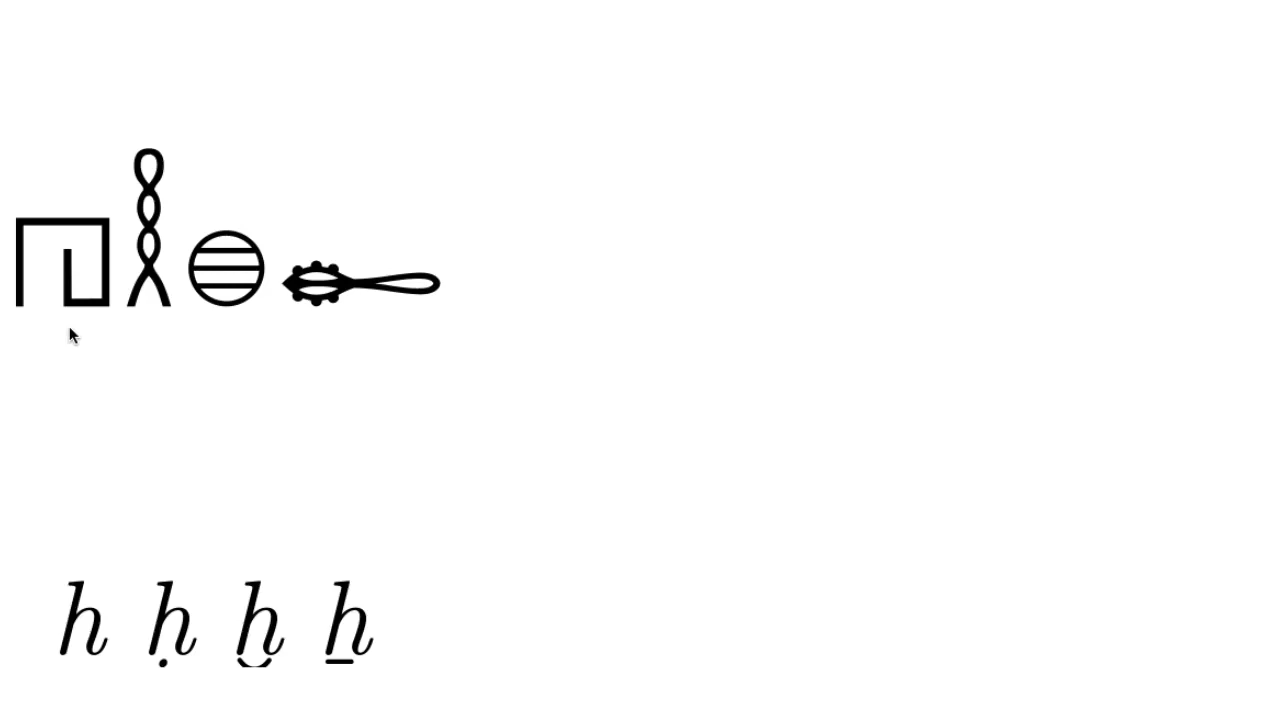 𓉔𓎛𓐍𓄡
h ḥ ḫ ẖ